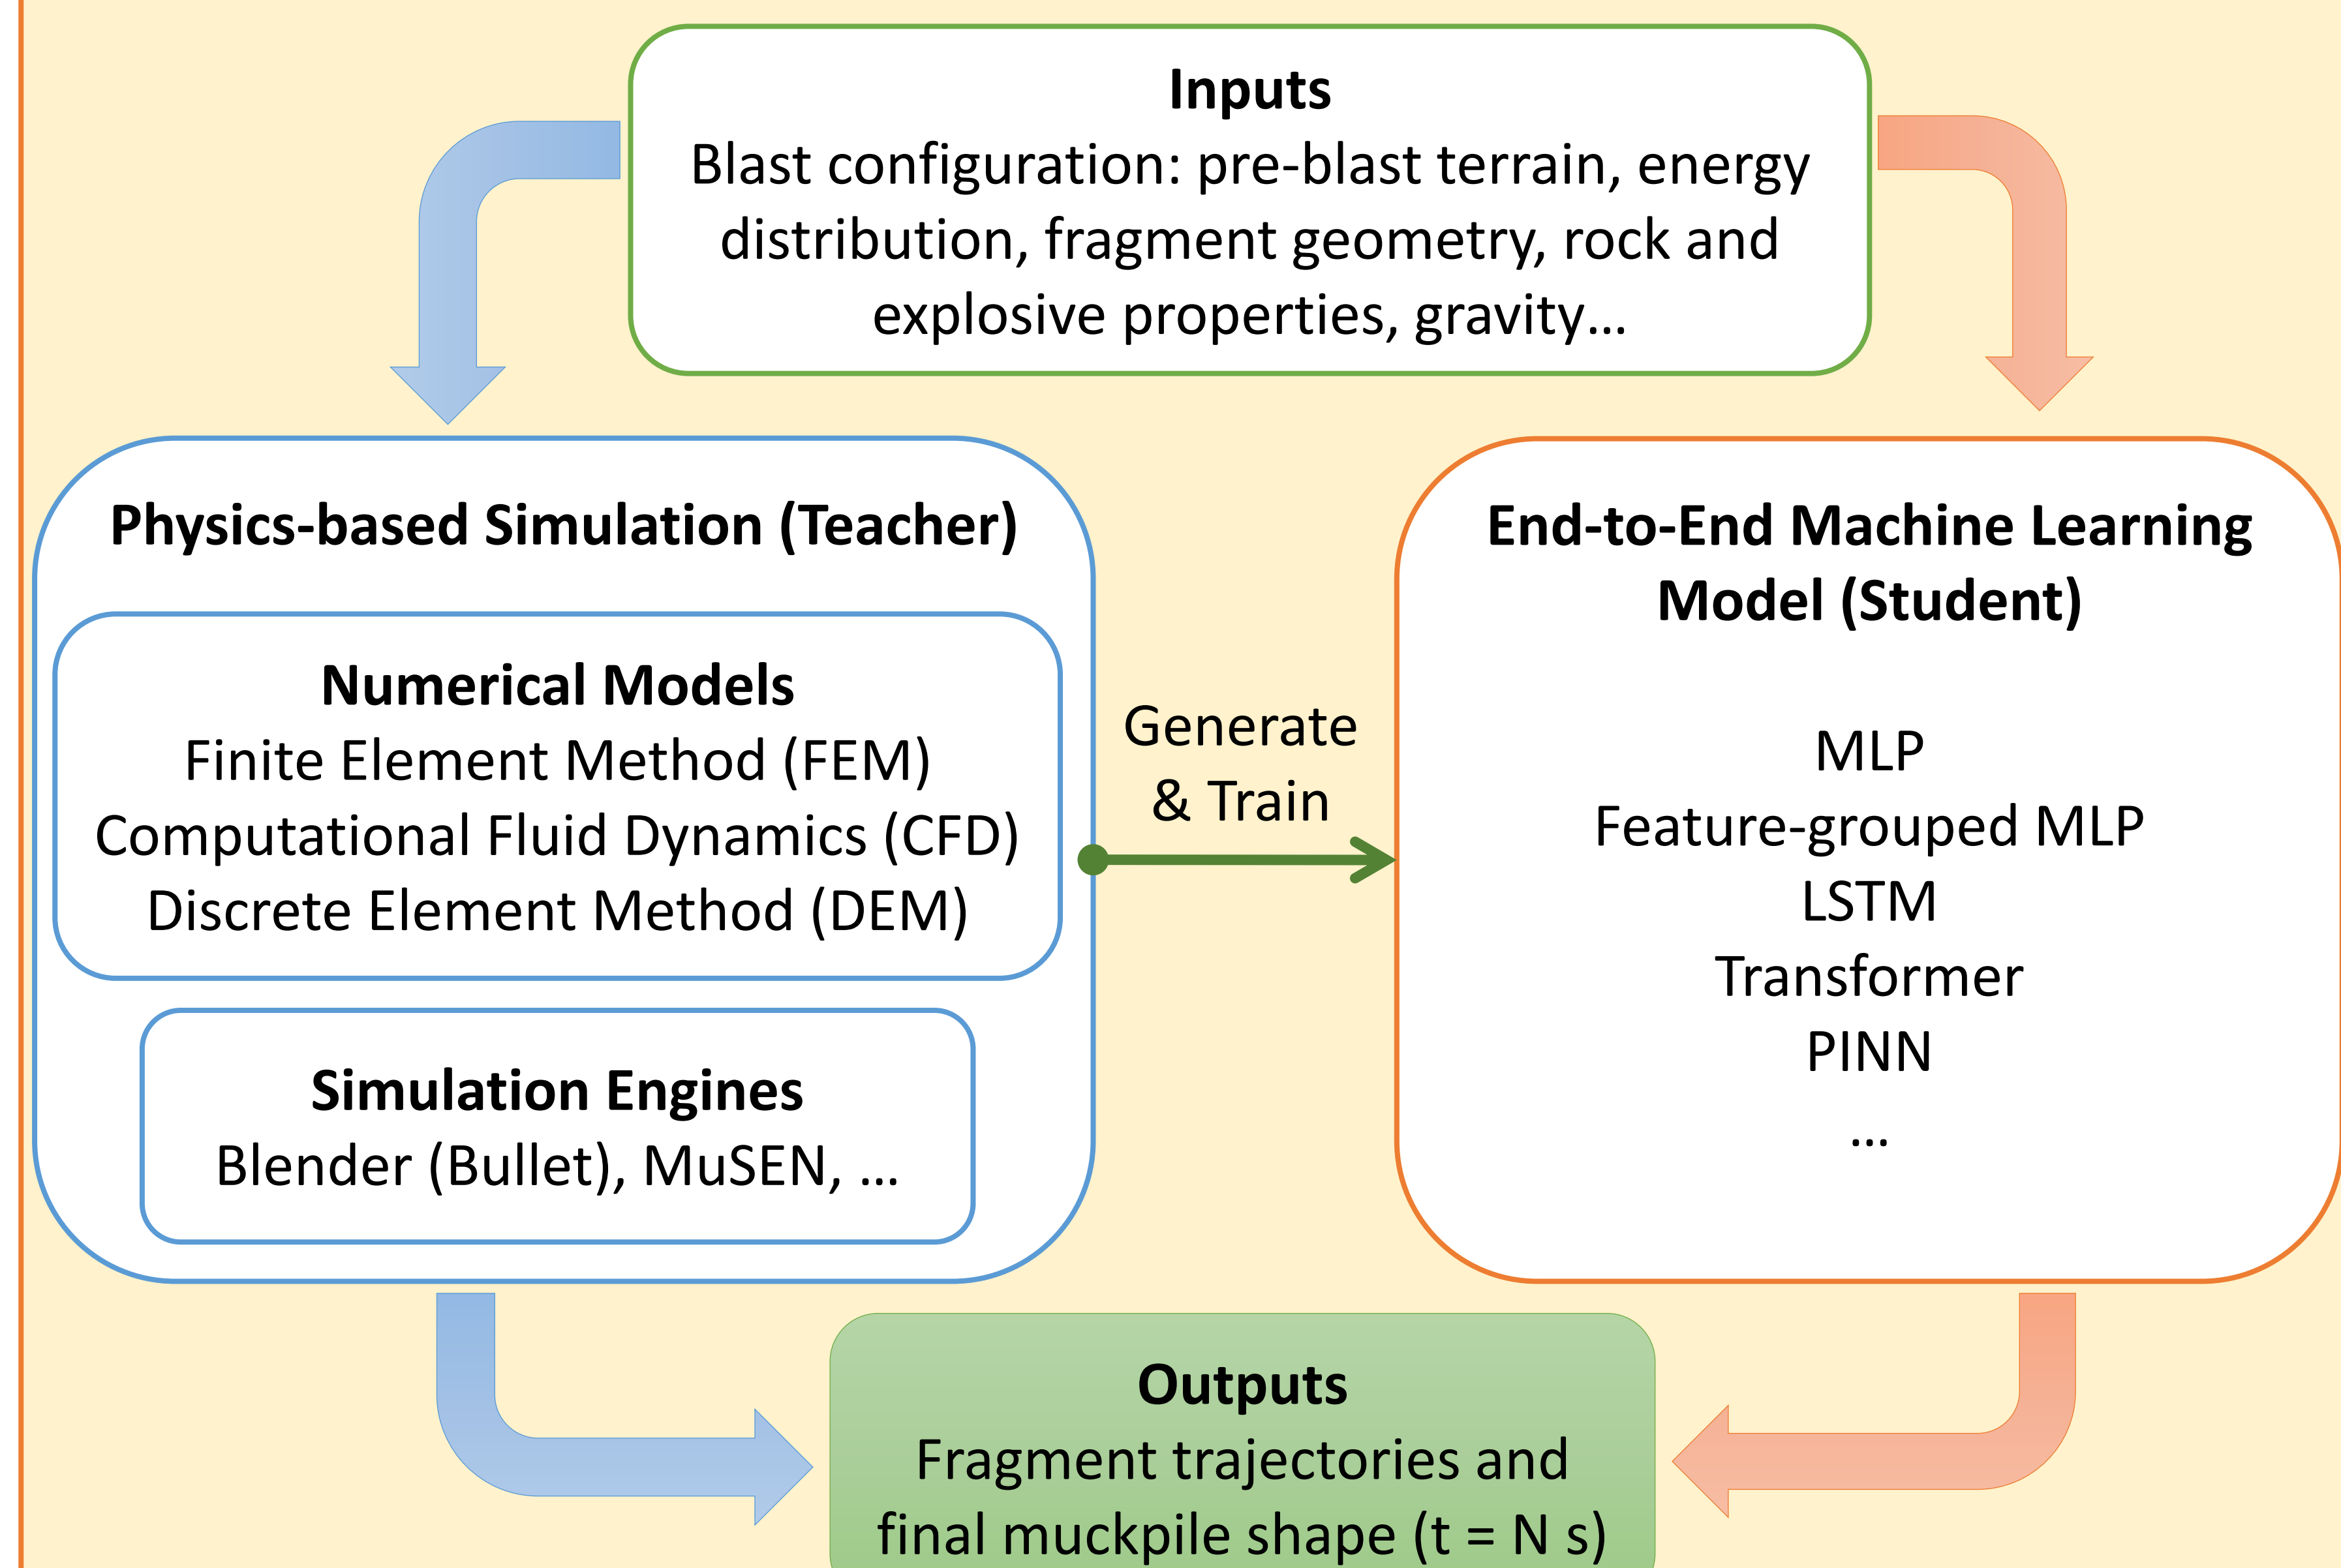 Inputs
Blast configuration: pre-blast terrain, energy
distribution, fragment geometry, rock and
explosive properties, gravity...
Physics-based Simulation (Teacher)
Numerical Models
Finite Element Method (FEM)
Computational Fluid Dynamics (CFD)
Discrete Element Method (DEM)
Simulation Engines
Blender (Bullet), MuSEN, ...
Generate
& Train
End-to-End Machine Learning
Model (Student)
MLP
Feature-grouped MLP
LSTM
Transformer
PINN
...
Outputs
Fragment trajectories and
final muckpile shape (t = N s)